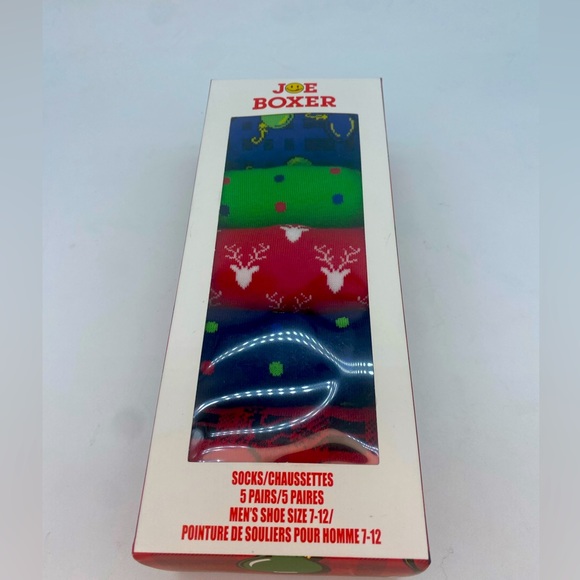 JOE
BOXER
SOCKS/CHAUSSETTES
5 PAIRS/5 PAIRES
MEN'S SHOE SIZE 7-12/
POINTURE DE SOULIERS POUR HOMME 7-12